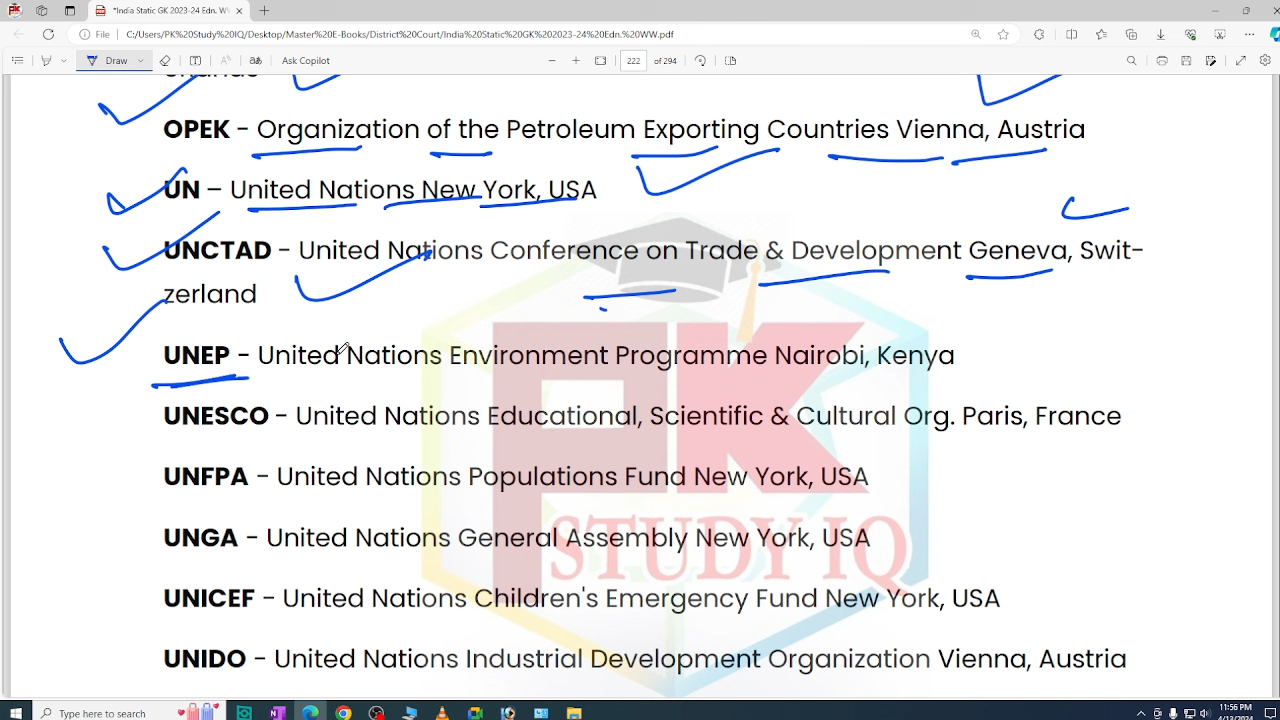 *India Static GK 2023-24 Edn. WW.
File
C:/Users/PK%20Study%20IQ/Desktop/Master%20E-Books/District%20Court/India%20Static%20GK%202023-24%20Edn.%20WW.pdf
Draw
Ask Copilot
222 of 294
OPEK - Organization of the Petroleum Exporting Countries Vienna, Austria
UN – United Nations New York, USA
UNCTAD - United Nations Conference on Trade & Development Geneva, Swit-
zerland
UNEP - United Nations Environment Programme Nairobi, Kenya
UNESCO - United Nations Educational, Scientific & Cultural Org. Paris, France
UNFPA - United Nations Populations Fund New York, USA
UNGA - United Nations General Assembly New York, USA
UNICEF - United Nations Children's Emergency Fund New York, USA
UNIDO - United Nations Industrial Development Organization Vienna, Austria
PK
STUDY IQ
Type here to search
11:56 PM
4/13/2024